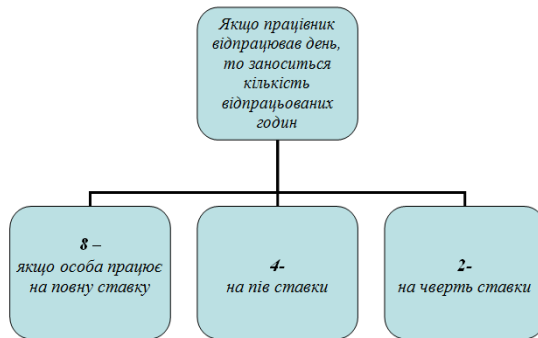 Якщо працівник
відпрацював день,
то заноситься
кількість
відпрацьованих
годин
8 –
якщо особа працює
на повну ставку
4-
на пів ставки
2-
на чверть ставки